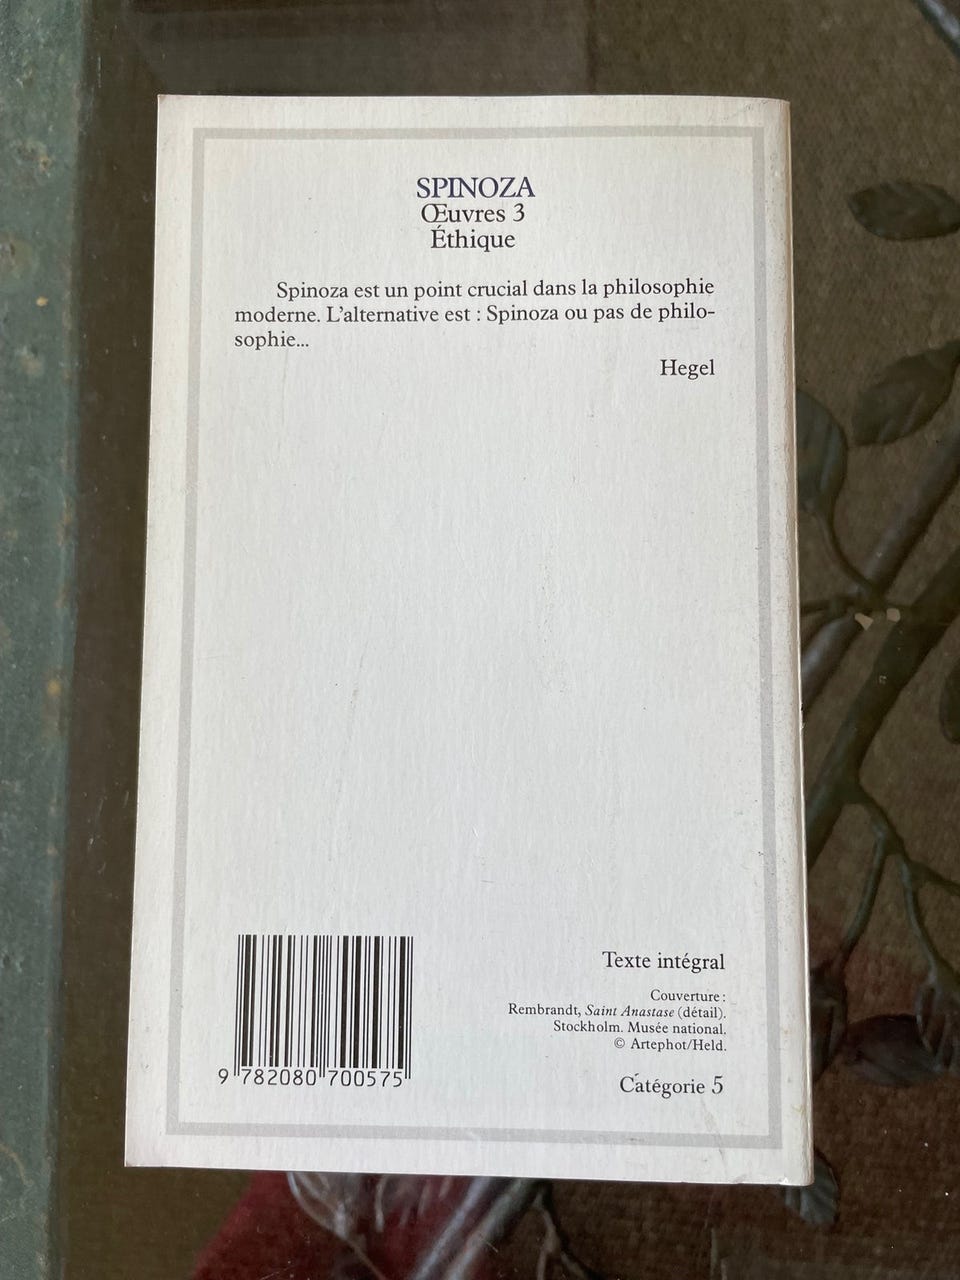 SPINOZA
Œuvres 3
Éthique
Spinoza est un point crucial dans la philosophie
moderne. L'alternative est : Spinoza ou pas de philo-
sophie...
Hegel
Texte intégral
Couverture :
Rembrandt, Saint Anastase (détail).
Stockholm. Musée national.
© Artephot/Held.
9 782080 700575
Catégorie 5